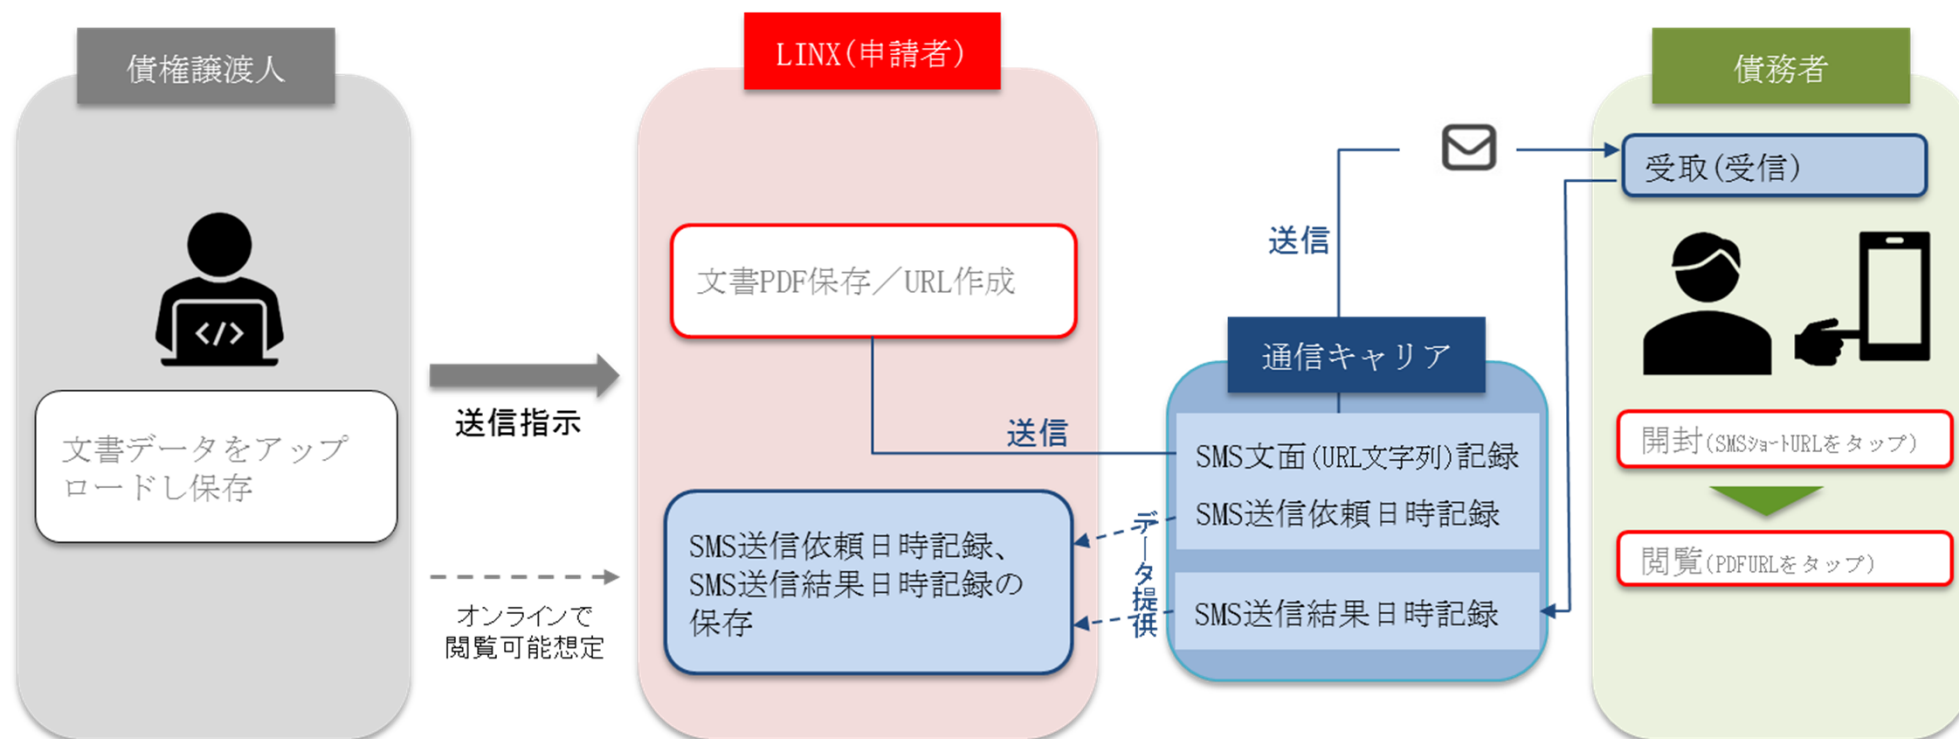 債権譲渡人
文書データをアップ
ロードし保存
送信指示
オンラインで
閲覧可能想定
LINX(申請者)
文書PDF保存／URL作成
送信
SMS送信依頼日時記録、
SMS送信結果日時記録の
保存
データ提供
通信キャリア
SMS文面(URL文字列)記録
SMS送信依頼日時記録
SMS送信結果日時記録
送信
債務者
受取(受信)
開封(SMSｼｮｰﾄURLをタップ)
閲覧(PDFURLをタップ)